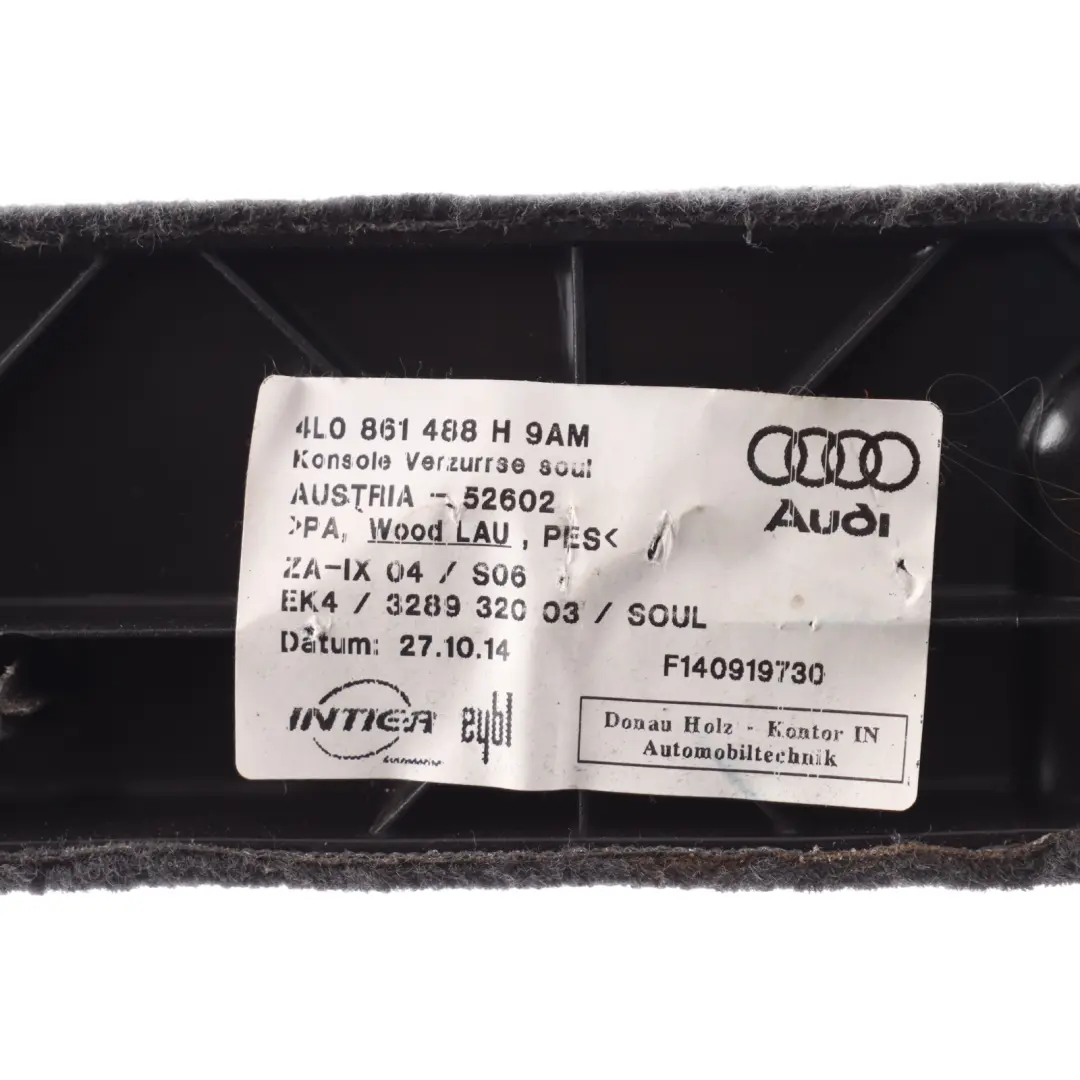 4L0 861 488 H 9AM
Konsole Verzurrse soul
AUSTRIA - 52602
>PA, Wood LAU , PES<
ZA-IX 04 / S06
EK4 / 3289 320 03 / SOUL
Datum: 27.10.14
F140919730
Audi
INTIER
eybl
Donau Holz - Kontor IN
Automobiltechnik